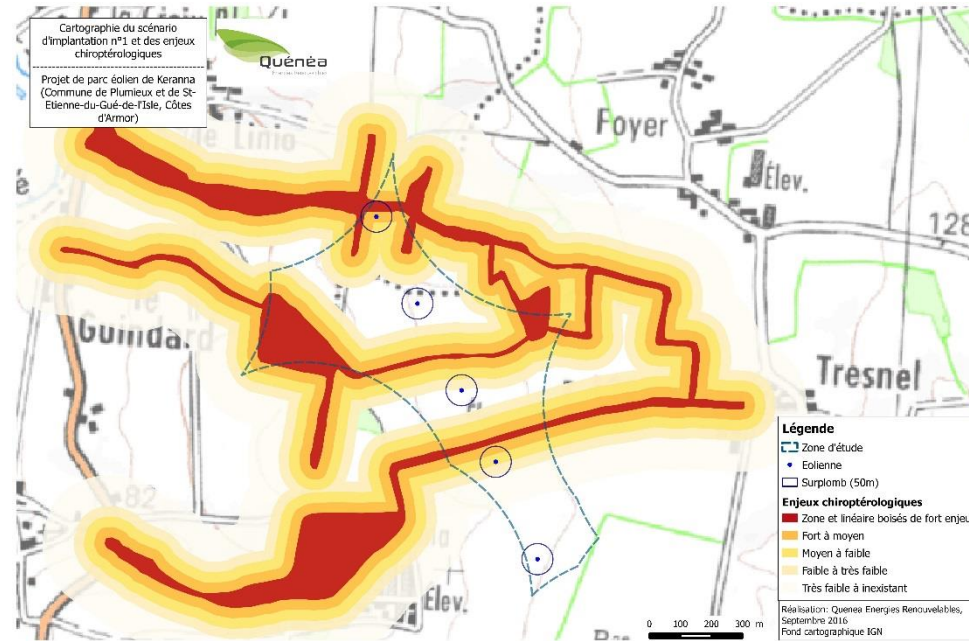 Cartographie du scénario
d'implantation n°1 et des enjeux
chiroptérologiques
Projet de parc éolien de Keranna
(Commune de Plumieux et de St-
Etienne-du-Gué-de-l'Isle, Côtes
d'Armor)
Quénéa
de Linio
Foyer
Élev.
128
Guindard
Tresnel
82
Élev.
Légende
Zone d'étude
Eolienne
Surplomb (50m)
Enjeux chiroptérologiques
Zone et linéaire boisés de fort enjeu
Fort à moyen
Moyen à faible
Faible à très faible
Très faible à inexistant
Réalisation: Quenea Energies Renouvelables,
Septembre 2016
Fond cartographique IGN
0 100 200 300 m